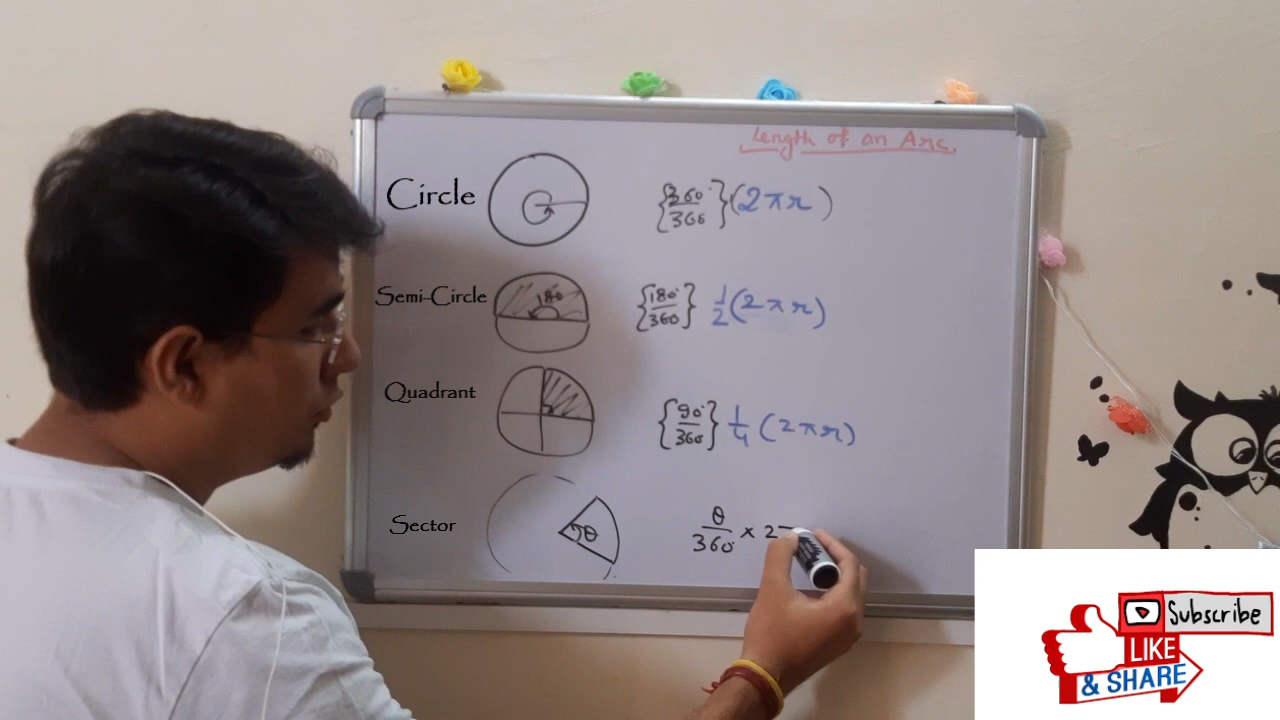 Length of an Arc.
Circle {360°/360°} (2πr)
Semi-Circle 180° {180°/360°} 1/2 (2πr)
Quadrant {90°/360°} 1/4 (2πr)
Sector θ θ/360° × 2
Subscribe
LIKE
& SHARE